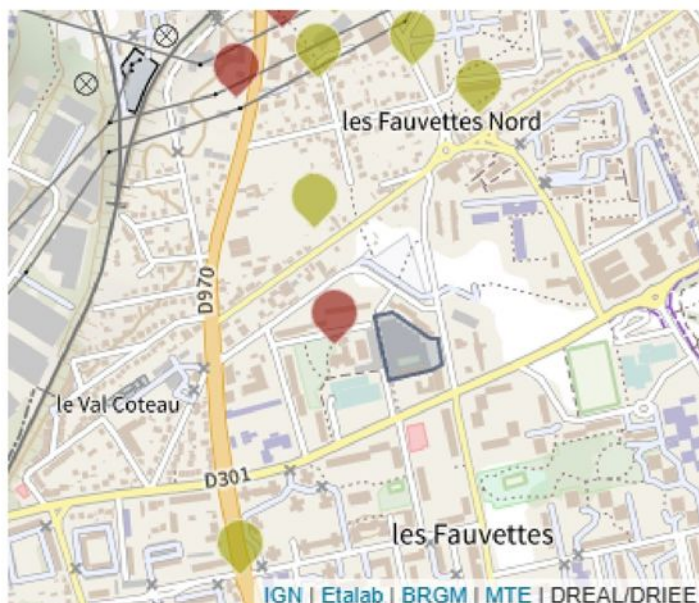 les Fauvettes Nord
D970
le Val Coteau
D301
les Fauvettes
IGN | Etalab | BRGM | MTE | DREAL/DRIEE